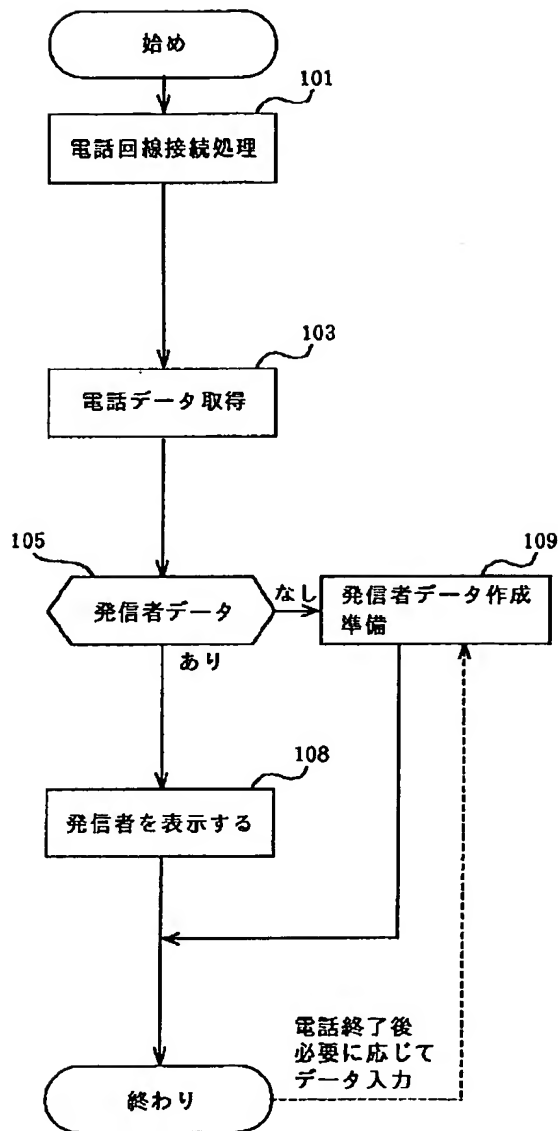 始め
101
電話回線接続処理
103
電話データ取得
105
発信者データ
なし
109
発信者データ作成
準備
あり
108
発信者を表示する
電話終了後
必要に応じて
データ入力
終わり